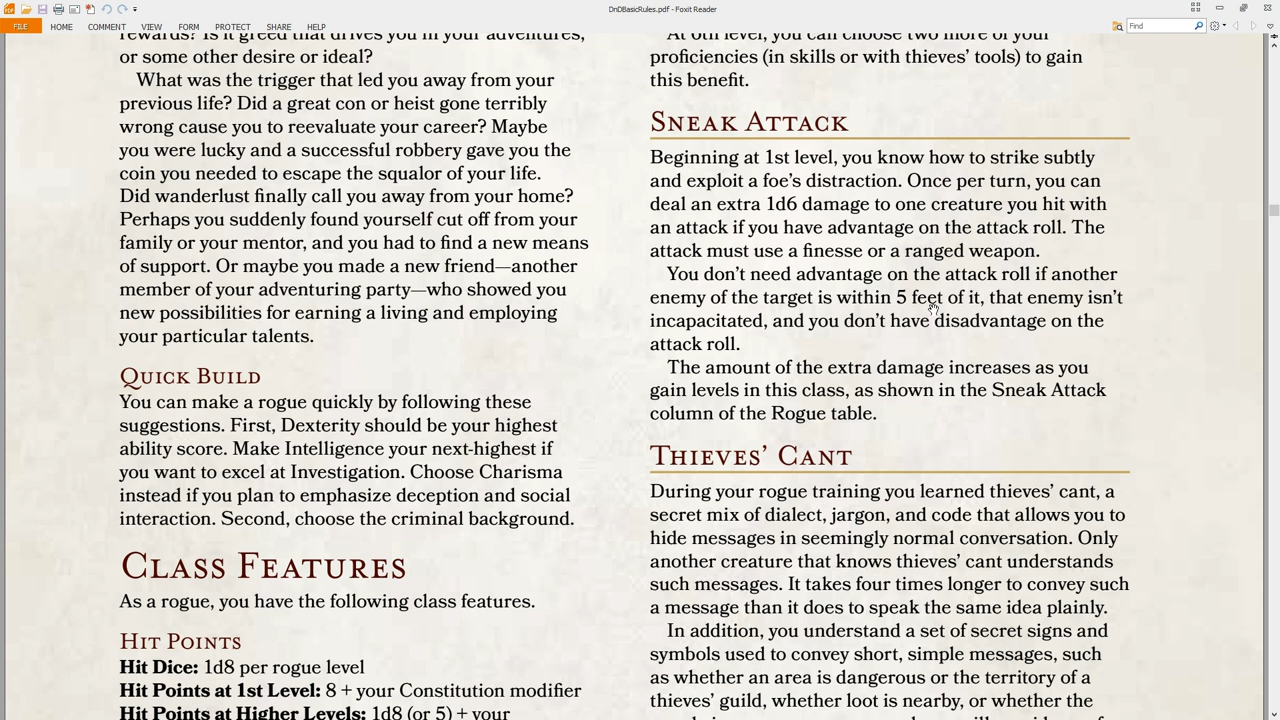 DnDBasicRules.pdf - Foxit Reader
FILE HOME COMMENT VIEW FORM PROTECT SHARE HELP
Find
rewards? Is it greed that drives you in your adventures,
or some other desire or ideal?
What was the trigger that led you away from your
previous life? Did a great con or heist gone terribly
wrong cause you to reevaluate your career? Maybe
you were lucky and a successful robbery gave you the
coin you needed to escape the squalor of your life.
Did wanderlust finally call you away from your home?
Perhaps you suddenly found yourself cut off from your
family or your mentor, and you had to find a new means
of support. Or maybe you made a new friend—another
member of your adventuring party—who showed you
new possibilities for earning a living and employing
your particular talents.
Quick Build
You can make a rogue quickly by following these
suggestions. First, Dexterity should be your highest
ability score. Make Intelligence your next-highest if
you want to excel at Investigation. Choose Charisma
instead if you plan to emphasize deception and social
interaction. Second, choose the criminal background.
Class Features
As a rogue, you have the following class features.
Hit Points
Hit Dice: 1d8 per rogue level
Hit Points at 1st Level: 8 + your Constitution modifier
Hit Points at Higher Levels: 1d8 (or 5) + your
At 6th level, you can choose two more of your
proficiencies (in skills or with thieves' tools) to gain
this benefit.
Sneak Attack
Beginning at 1st level, you know how to strike subtly
and exploit a foe's distraction. Once per turn, you can
deal an extra 1d6 damage to one creature you hit with
an attack if you have advantage on the attack roll. The
attack must use a finesse or a ranged weapon.
You don't need advantage on the attack roll if another
enemy of the target is within 5 feet of it, that enemy isn't
incapacitated, and you don't have disadvantage on the
attack roll.
The amount of the extra damage increases as you
gain levels in this class, as shown in the Sneak Attack
column of the Rogue table.
Thieves' Cant
During your rogue training you learned thieves' cant, a
secret mix of dialect, jargon, and code that allows you to
hide messages in seemingly normal conversation. Only
another creature that knows thieves' cant understands
such messages. It takes four times longer to convey such
a message than it does to speak the same idea plainly.
In addition, you understand a set of secret signs and
symbols used to convey short, simple messages, such
as whether an area is dangerous or the territory of a
thieves' guild, whether loot is nearby, or whether the